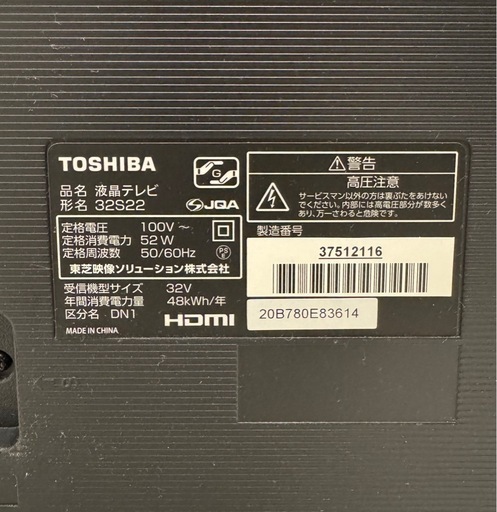 TOSHIBA
G
品名 液晶テレビ
形名 32S22
JQA
定格電圧 100V～
定格消費電力 52W
定格周波数 50/60Hz
PS
E
東芝映像ソリューション株式会社
受信機型サイズ 32V
年間消費電力量 48kWh/年
区分名 DN1
MADE IN CHINA
HDMI
⚠警告
高圧注意
サービスマン以外の方は裏ぶたをあけない
でください。内部には高電圧部分が数多く
あり、万一さわると危険です。
製造番号
37512116
20B780E83614